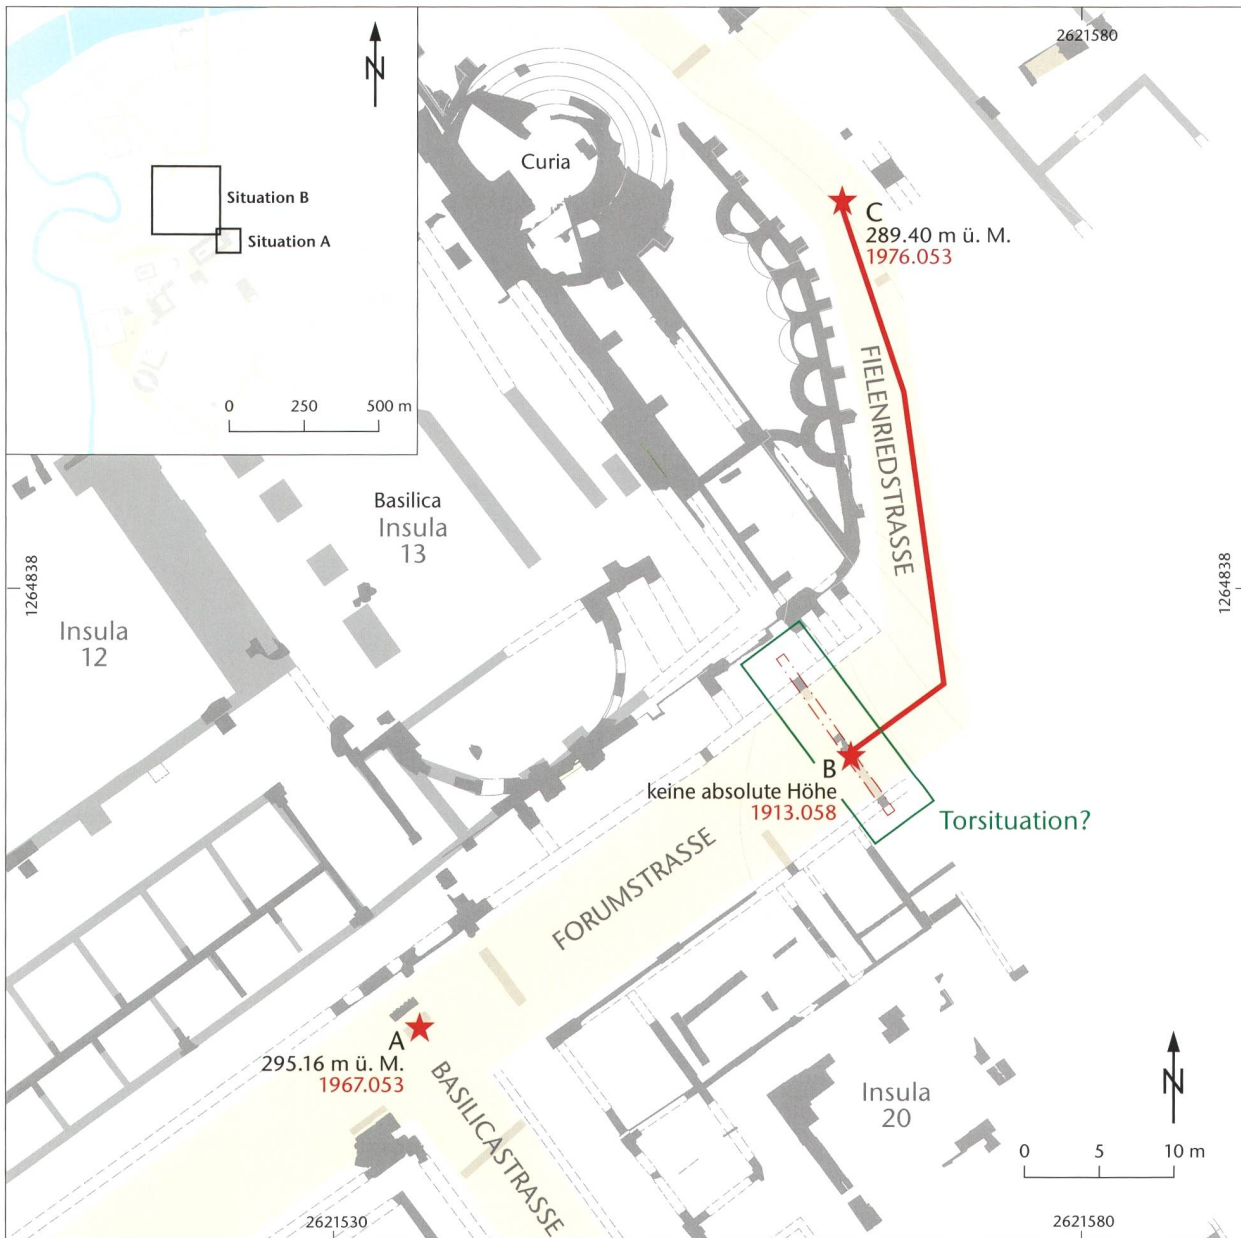 N
Situation B
Situation A
0 250 500 m
2621580
Curia
C
289.40 m ü. M.
1976.053
FIELENRIEDSTRASSE
Basilica
Insula
13
1264838
1264838
Insula
12
B
keine absolute Höhe
1913.058
Torsituation?
FORUMSTRASSE
A
295.16 m ü. M.
1967.053
BASILICASTRASSE
Insula
20
N
0 5 10 m
2621530
2621580